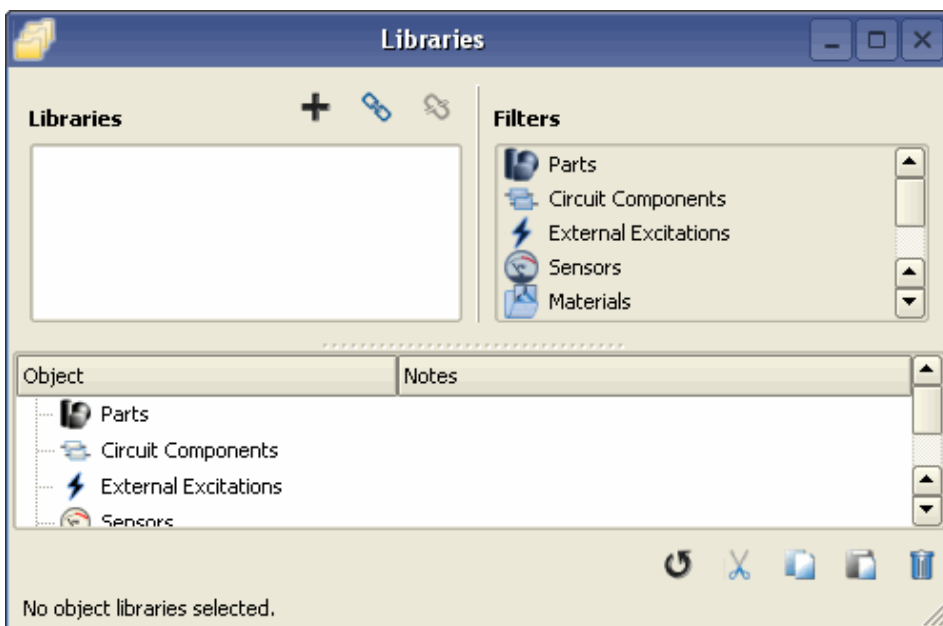 Libraries
Libraries
Filters
Parts
Circuit Components
External Excitations
Sensors
Materials
Object Notes
Parts
Circuit Components
External Excitations
Sensors
No object libraries selected.